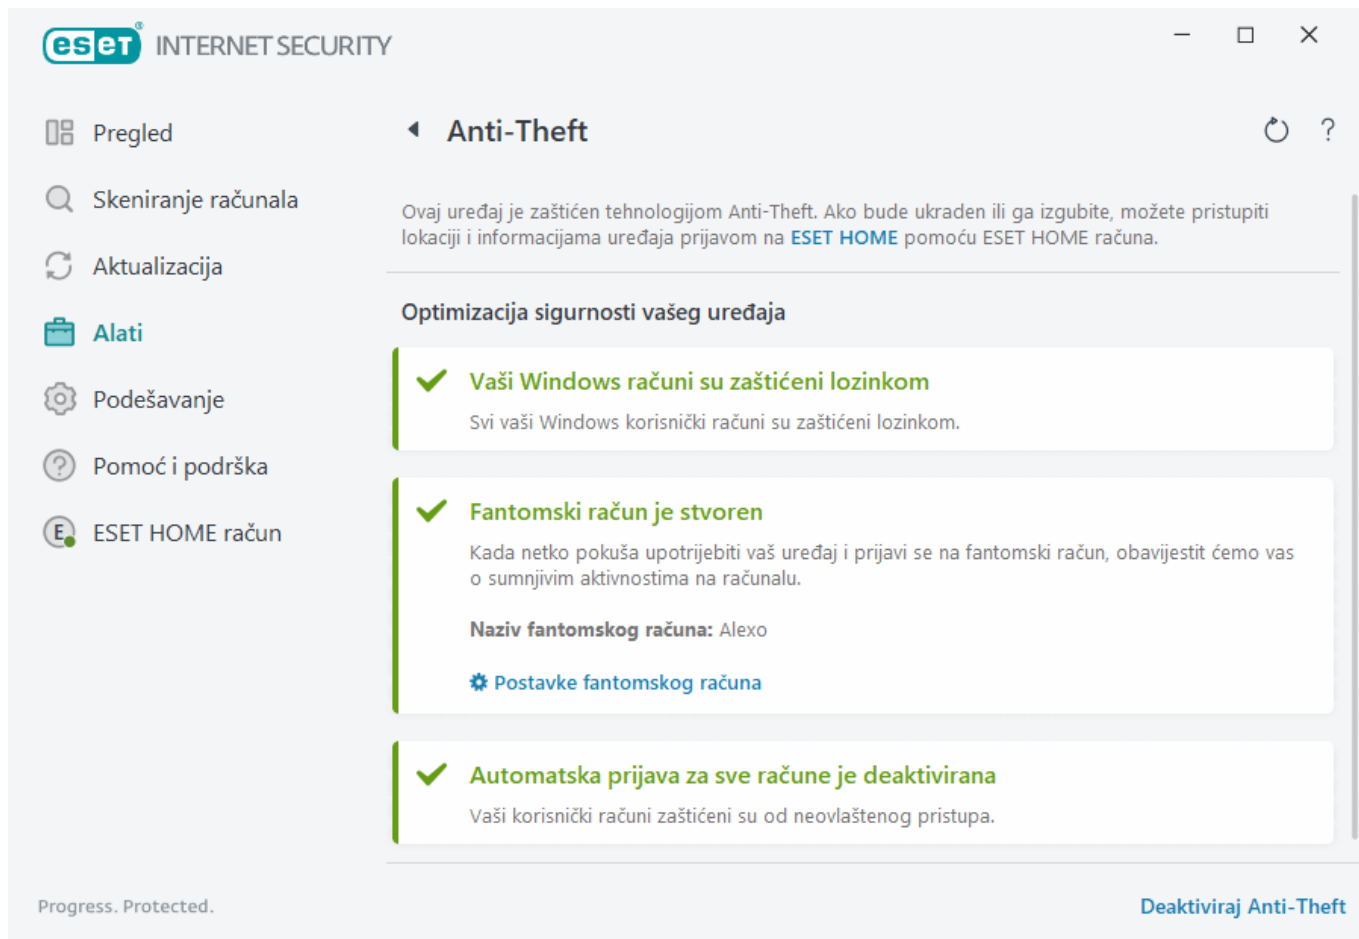 eset® INTERNET SECURITY
Pregled
Skeniranje računala
Aktualizacija
Alati
Podešavanje
Pomoć i podrška
E ESET HOME račun
Anti-Theft
?
Ovaj uređaj je zaštićen tehnologijom Anti-Theft. Ako bude ukraden ili ga izgubite, možete pristupiti
lokaciji i informacijama uređaja prijavom na ESET HOME pomoću ESET HOME računa.
Optimizacija sigurnosti vašeg uređaja
Vaši Windows računi su zaštićeni lozinkom
Svi vaši Windows korisnički računi su zaštićeni lozinkom.
Fantomski račun je stvoren
Kada netko pokuša upotrijebiti vaš uređaj i prijavi se na fantomski račun, obavijestit ćemo vas
o sumnjivim aktivnostima na računalu.
Naziv fantomskog računa: Alexo
Postavke fantomskog računa
Automatska prijava za sve račune je deaktivirana
Vaši korisnički računi zaštićeni su od neovlaštenog pristupa.
Progress. Protected.
Deaktiviraj Anti-Theft